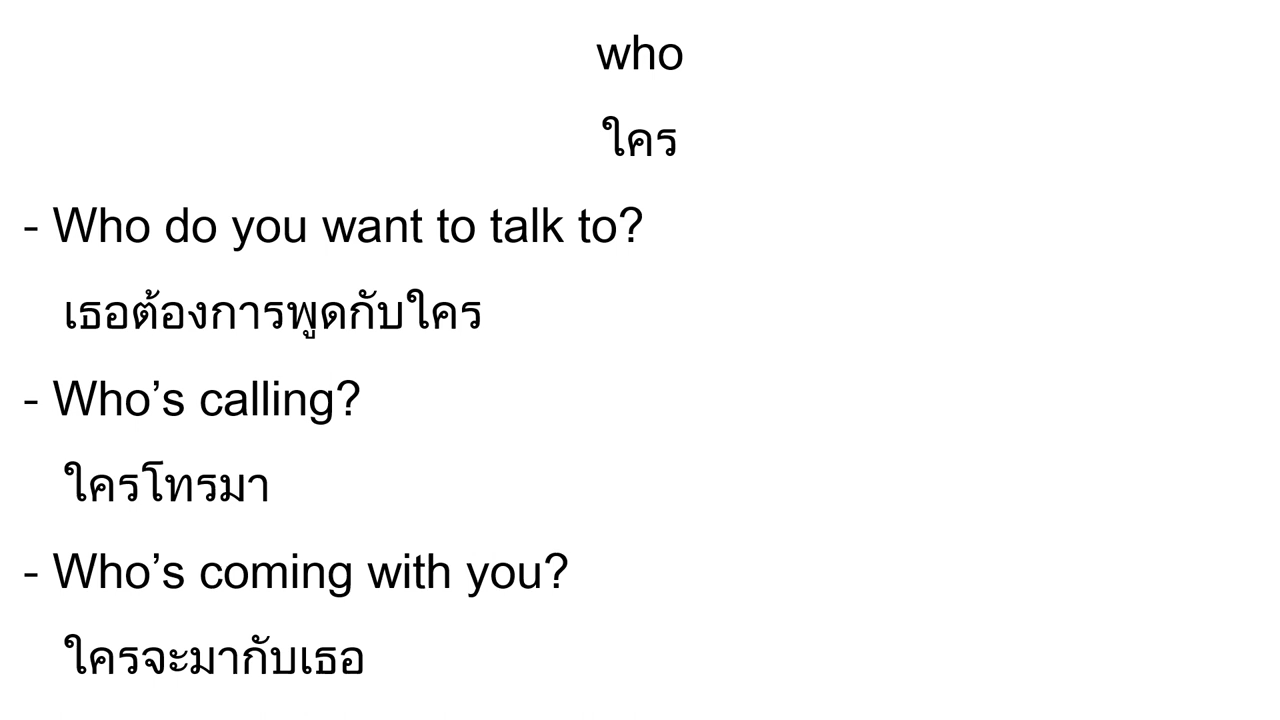 who
ใคร
- Who do you want to talk to?
เธอต้องการพูดกับใคร
- Who’s calling?
ใครโทรมา
- Who’s coming with you?
ใครจะมากับเธอ